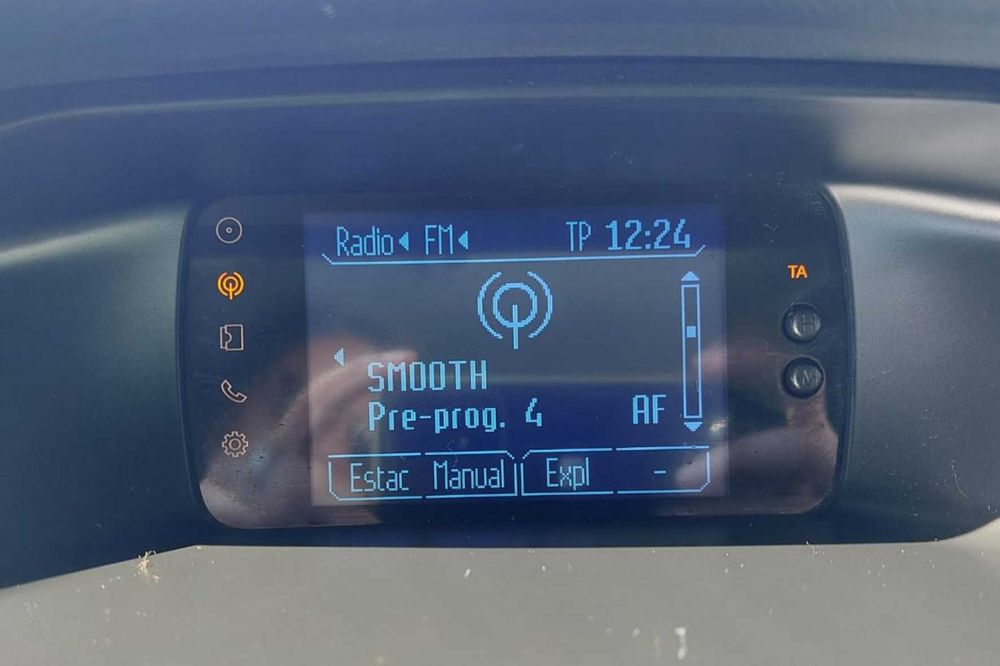 Radio FM TP 12:24
TA
H
SMOOTH
M
Pre-prog. 4 AF
Estac Manual Expl -